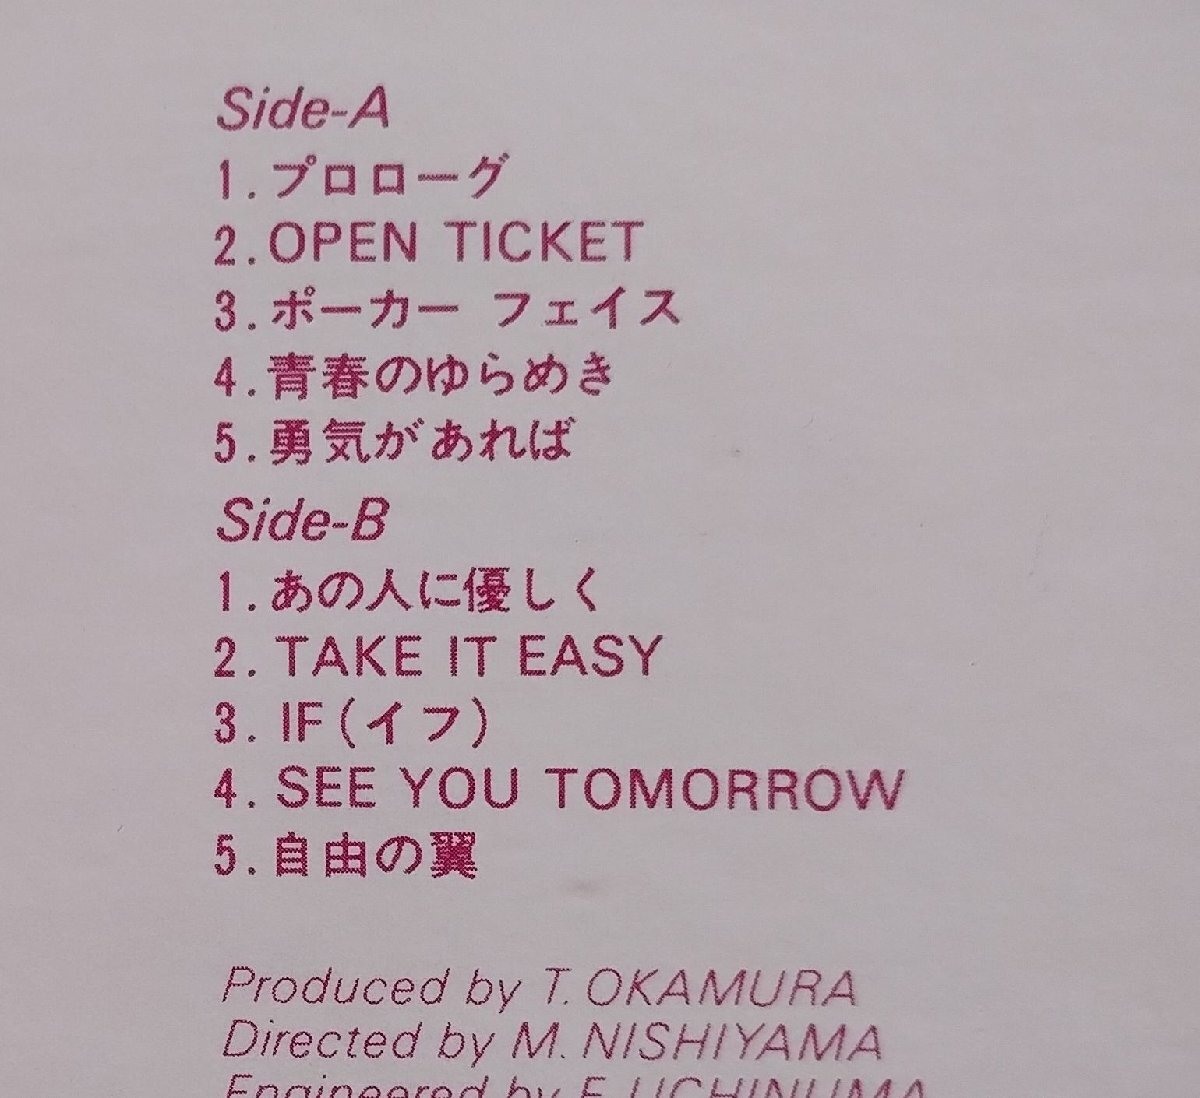 Side-A
1.プロローグ
2.OPEN TICKET
3.ポーカー フェイス
4.青春のゆらめき
5.勇気があれば
Side-B
1.あの人に優しく
2. TAKE IT EASY
3. IF(イフ)
4. SEE YOU TOMORROW
5.自由の翼
Produced by T. OKAMURA
Directed by M. NISHIYAMA
Engineered by F. UCHINUMA